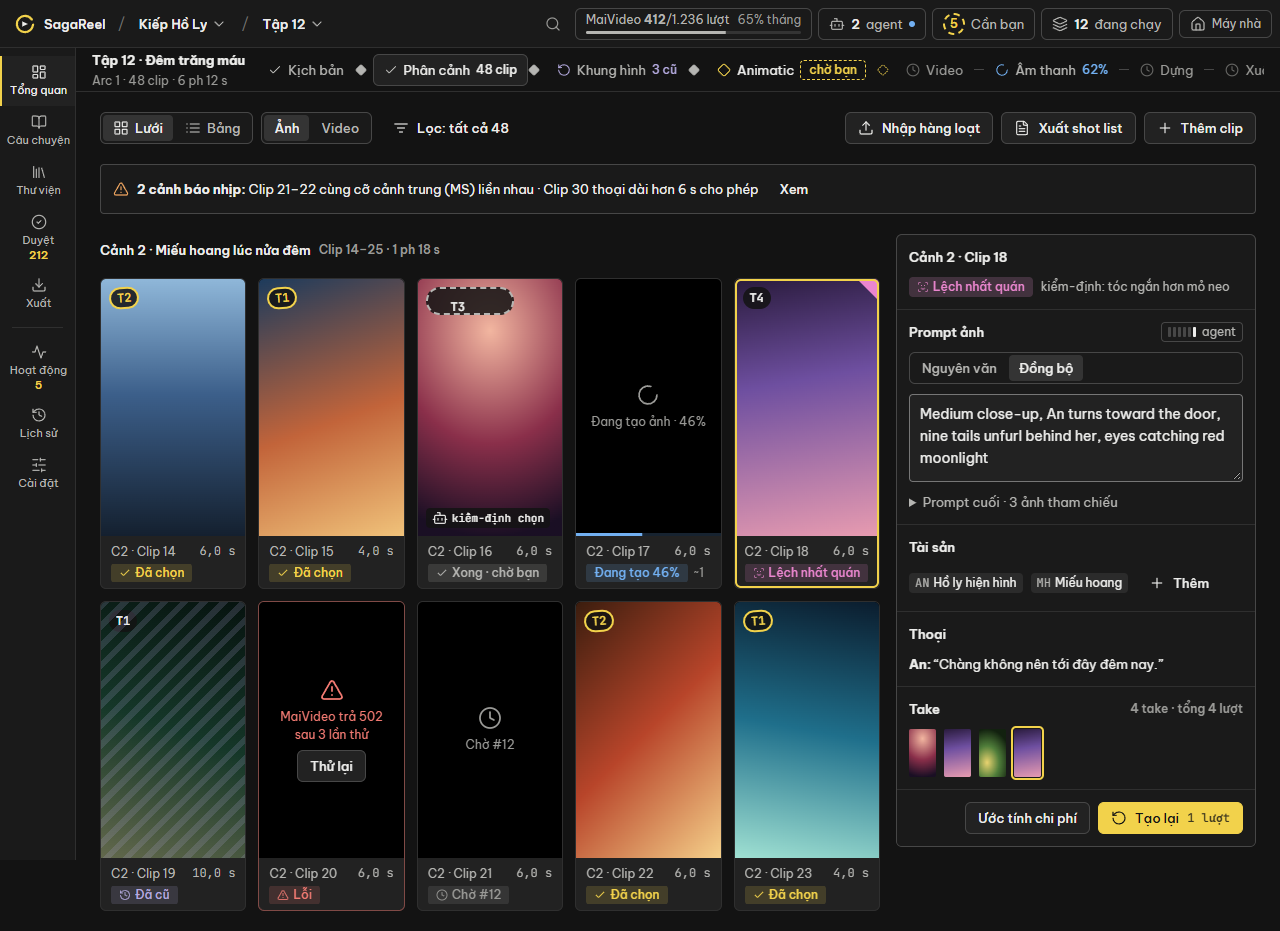 SagaReel / Kiếp Hồ Ly / Tập 12
MaiVideo 412/1.236 lượt 65% tháng
2 agent
5 Cần bạn
12 đang chạy
Máy nhà
Tập 12 · Đêm trăng máu
Arc 1 · 48 clip · 6 ph 12 s
Kịch bản
Phân cảnh 48 clip
Khung hình 3 cũ
Animatic chờ bạn
Video
Âm thanh 62%
Dựng
Xu
Tổng quan
Câu chuyện
Thư viện
Duyệt
212
Xuất
Hoạt động
5
Lịch sử
Cài đặt
Lưới Bảng
Ảnh Video
Lọc: tất cả 48
Nhập hàng loạt
Xuất shot list
Thêm clip
2 cảnh báo nhịp: Clip 21–22 cùng cỡ cảnh trung (MS) liền nhau · Clip 30 thoại dài hơn 6 s cho phép Xem
Cảnh 2 · Miếu hoang lúc nửa đêm Clip 14–25 · 1 ph 18 s
T2
C2 · Clip 14 6,0 s
Đã chọn
T1
C2 · Clip 15 4,0 s
Đã chọn
T3
kiểm-định chọn
C2 · Clip 16 6,0 s
Xong · chờ bạn
Đang tạo ảnh · 46%
C2 · Clip 17 6,0 s
Đang tạo 46% ~1
T4
C2 · Clip 18 6,0 s
Lệch nhất quán
T1
C2 · Clip 19 10,0 s
Đã cũ
MaiVideo trả 502
sau 3 lần thử
Thử lại
C2 · Clip 20 6,0 s
Lỗi
Chờ #12
C2 · Clip 21 6,0 s
Chờ #12
T2
C2 · Clip 22 6,0 s
Đã chọn
T1
C2 · Clip 23 4,0 s
Đã chọn
Cảnh 2 · Clip 18
Lệch nhất quán kiểm-định: tóc ngắn hơn mỏ neo
Prompt ảnh agent
Nguyên văn Đồng bộ
Medium close-up, An turns toward the door,
nine tails unfurl behind her, eyes catching red
moonlight
Prompt cuối · 3 ảnh tham chiếu
Tài sản
AN Hồ ly hiện hình MH Miếu hoang Thêm
Thoại
An: “Chàng không nên tới đây đêm nay.”
Take 4 take · tổng 4 lượt
Ước tính chi phí
Tạo lại 1 lượt